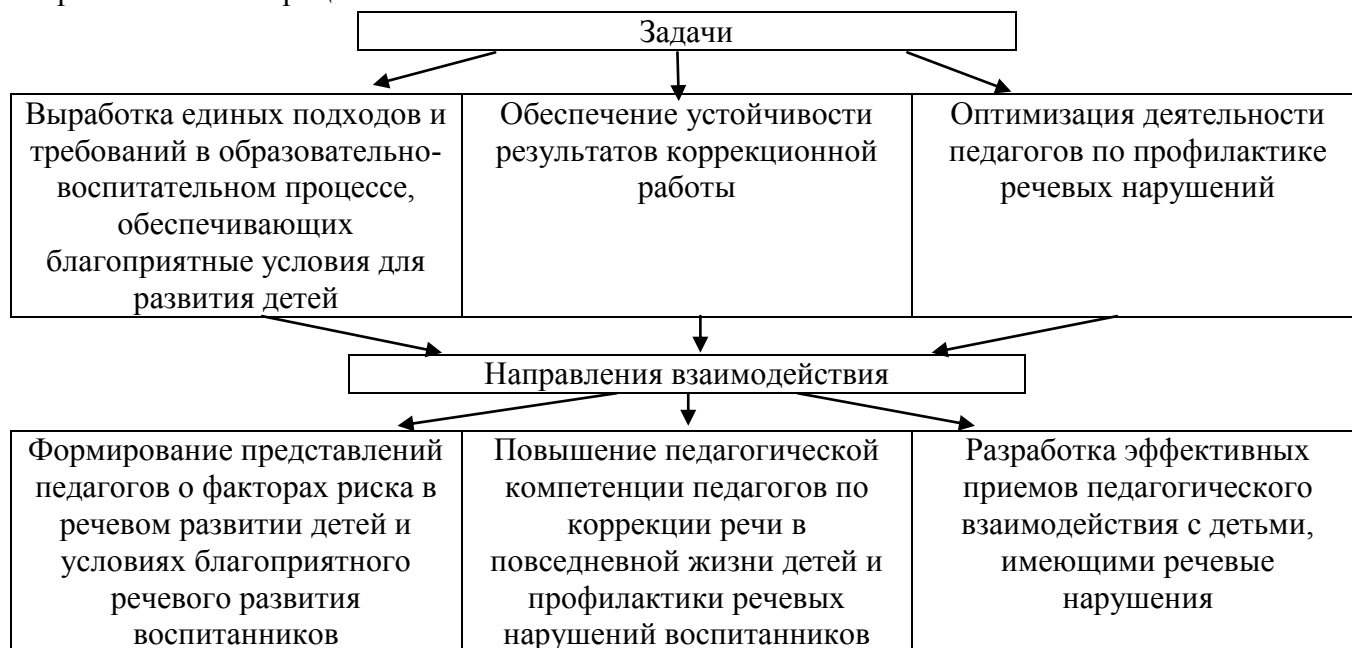 Задачи
Выработка единых подходов и
требований в образовательно-
воспитательном процессе,
обеспечивающих
благоприятные условия для
развития детей
Обеспечение устойчивости
результатов коррекционной
работы
Оптимизация деятельности
педагогов по профилактике
речевых нарушений
Направления взаимодействия
Формирование представлений
педагогов о факторах риска в
речевом развитии детей и
условиях благоприятного
речевого развития
воспитанников
Повышение педагогической
компетенции педагогов по
коррекции речи в
повседневной жизни детей и
профилактики речевых
нарушений воспитанников
Разработка эффективных
приемов педагогического
взаимодействия с детьми,
имеющими речевые
нарушения